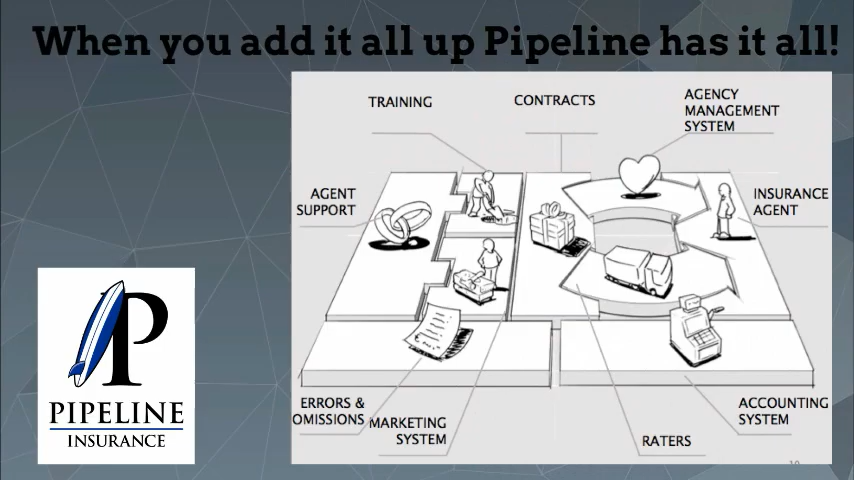 When you add it all up Pipeline has it all!
TRAINING
CONTRACTS
AGENCY
MANAGEMENT
SYSTEM
AGENT
SUPPORT
INSURANCE
AGENT
P
PIPELINE
INSURANCE
ERRORS &
OMISSIONS
MARKETING
SYSTEM
RATERS
ACCOUNTING
SYSTEM